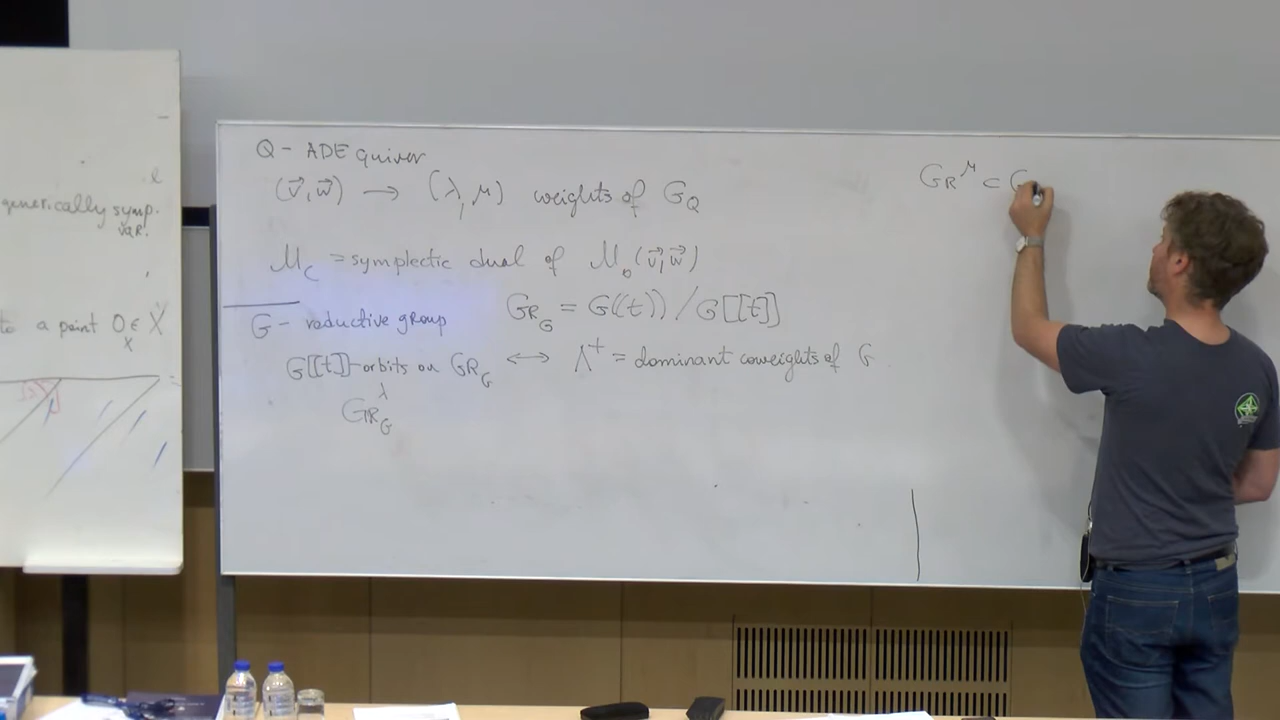 generically symp.
var.
to a point 0 ∈ X
x
Q - ADE quiver
(v⃗, w⃗) → (λ, μ) weights of G_Q
M_C = symplectic dual of M_0(v⃗, w⃗)
G - reductive group GR_G = G((t)) / G[[t]]
G[[t]]-orbits on GR_G ↔ Λ^+ = dominant coweights of G
GR_G^λ
GR^μ ⊂ G